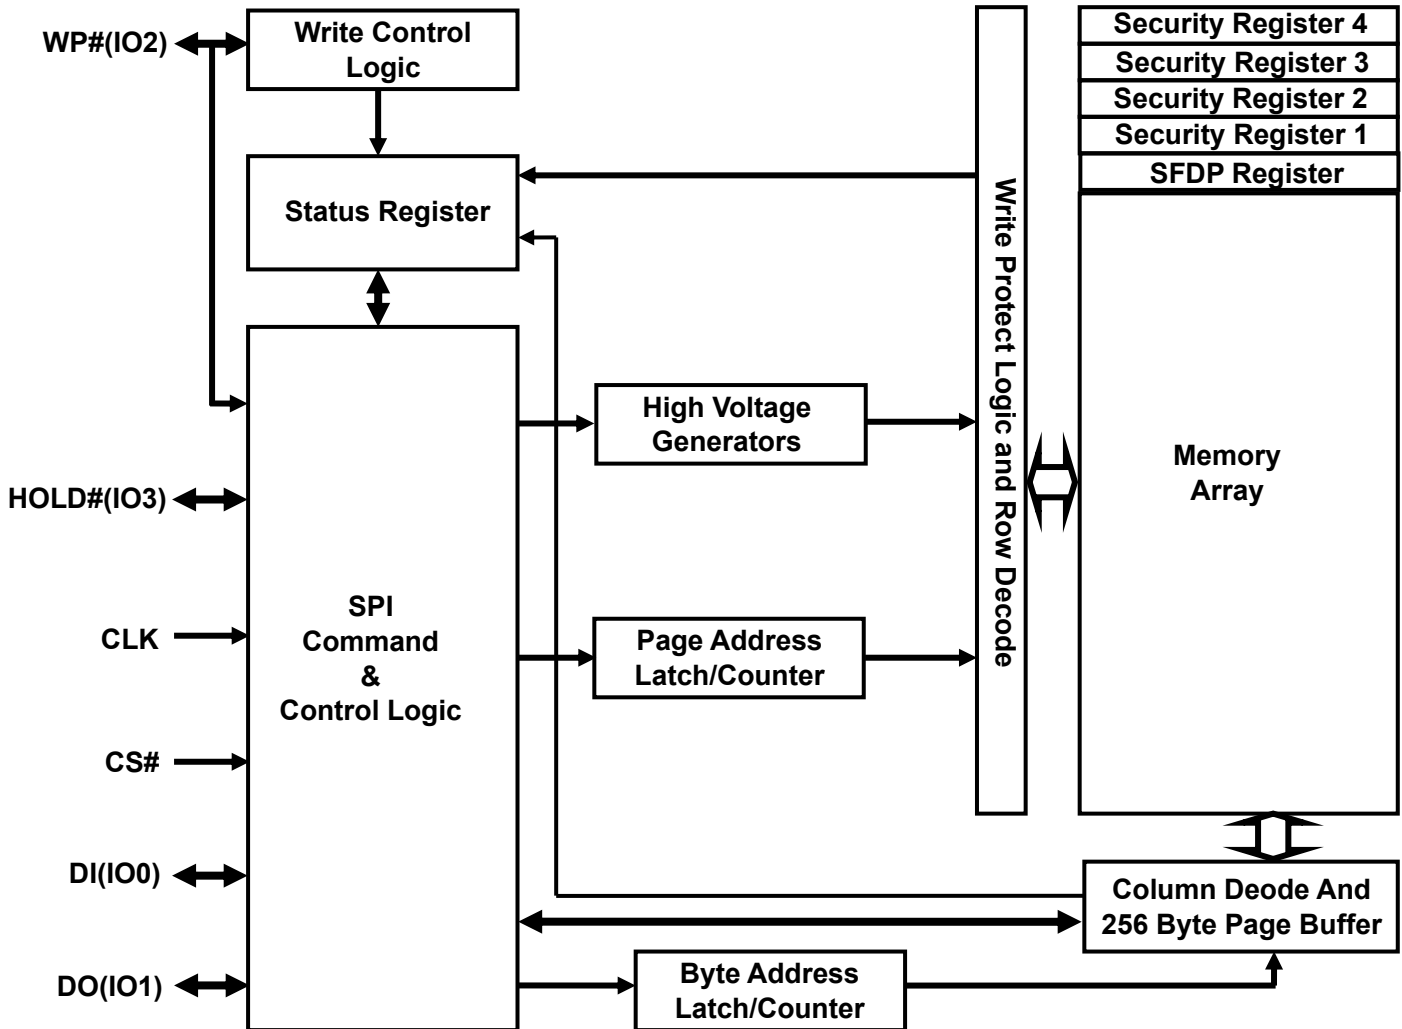 WP#(IO2)
Write Control
Logic
Security Register 4
Security Register 3
Security Register 2
Security Register 1
SFDP Register
Status Register
Write Protect Logic and Row Decode
High Voltage
Generators
Memory
Array
HOLD#(IO3)
SPI
Command
&
Control Logic
CLK
Page Address
Latch/Counter
CS#
DI(IO0)
Column Deode And
256 Byte Page Buffer
DO(IO1)
Byte Address
Latch/Counter